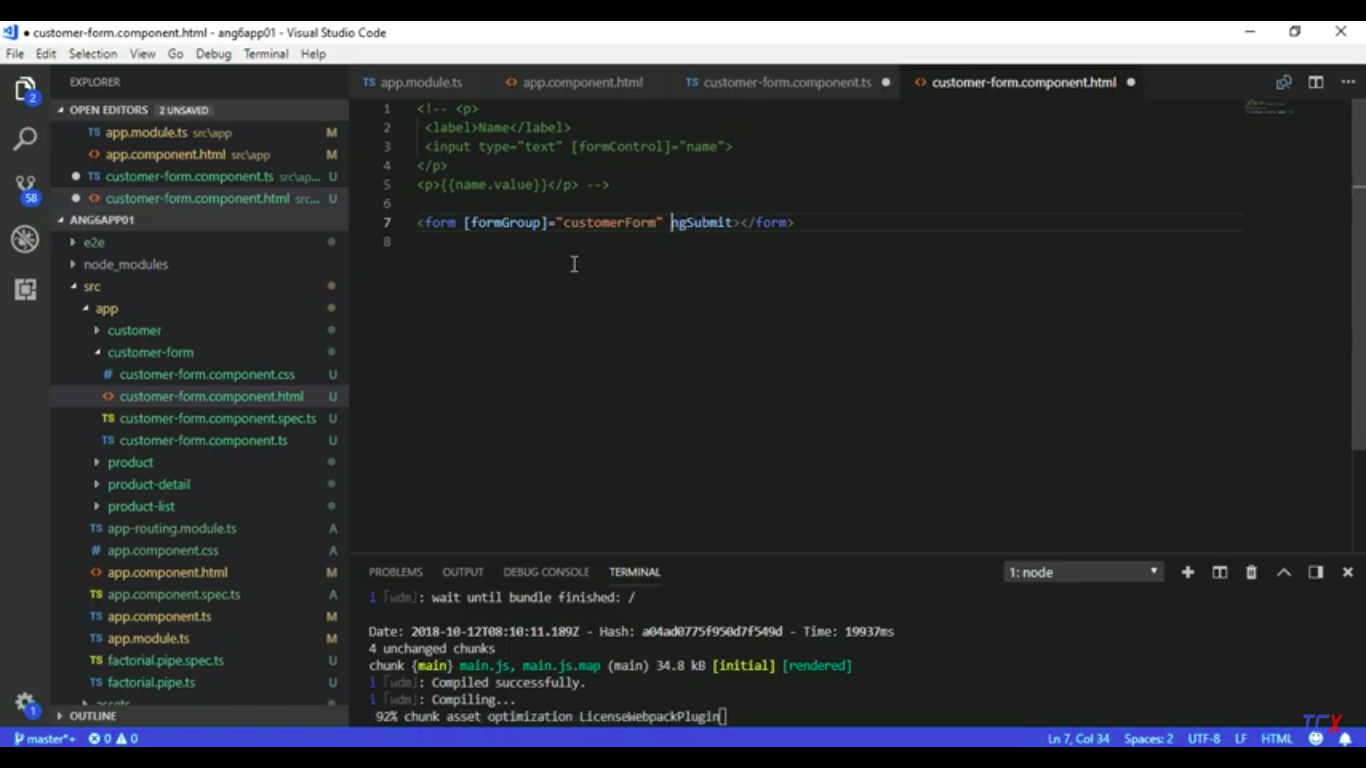 customer-form.component.html - ang6app01 - Visual Studio Code
File Edit Selection View Go Debug Terminal Help
EXPLORER
OPEN EDITORS 2 UNSAVED
TS app.module.ts src\app M
<> app.component.html src\app M
TS customer-form.component.ts src\ap... U
<> customer-form.component.html src... U
ANG6APP01
e2e
node_modules
src
app
customer
customer-form
# customer-form.component.css U
<> customer-form.component.html U
TS customer-form.component.spec.ts U
TS customer-form.component.ts U
product
product-detail
product-list
TS app-routing.module.ts A
# app.component.css A
<> app.component.html M
TS app.component.spec.ts A
TS app.component.ts M
TS app.module.ts M
TS factorial.pipe.spec.ts U
TS factorial.pipe.ts U
OUTLINE
2
58
1
TS app.module.ts <> app.component.html TS customer-form.component.ts <> customer-form.component.html
1 <!-- <p>
2 <label>Name</label>
3 <input type="text" [formControl]="name">
4 </p>
5 <p>{{name.value}}</p> -->
6
7 <form [formGroup]="customerForm" ngSubmit></form>
8
PROBLEMS OUTPUT DEBUG CONSOLE TERMINAL 1: node
i ｢wdm｣: wait until bundle finished: /
Date: 2018-10-12T08:10:11.189Z - Hash: a04ad0775f950d7f549d - Time: 19937ms
4 unchanged chunks
chunk {main} main.js, main.js.map (main) 34.8 kB [initial] [rendered]
i ｢wdm｣: Compiled successfully.
i ｢wdm｣: Compiling...
92% chunk asset optimization LicenseWebpackPlugin
TCX
master*+ 0 0 Ln 7, Col 34 Spaces: 2 UTF-8 LF HTML